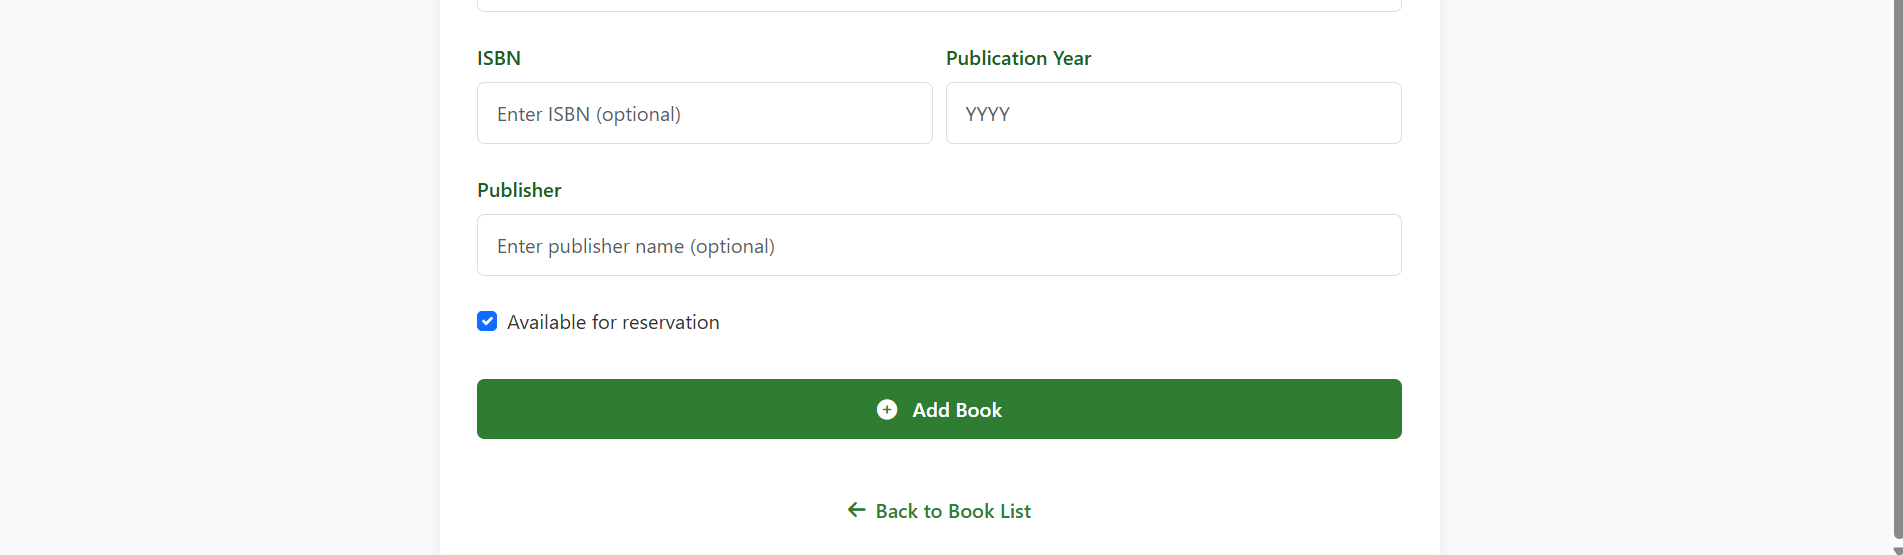 ISBN
Publication Year
Enter ISBN (optional)
YYYY
Publisher
Enter publisher name (optional)
Available for reservation
Add Book
Back to Book List